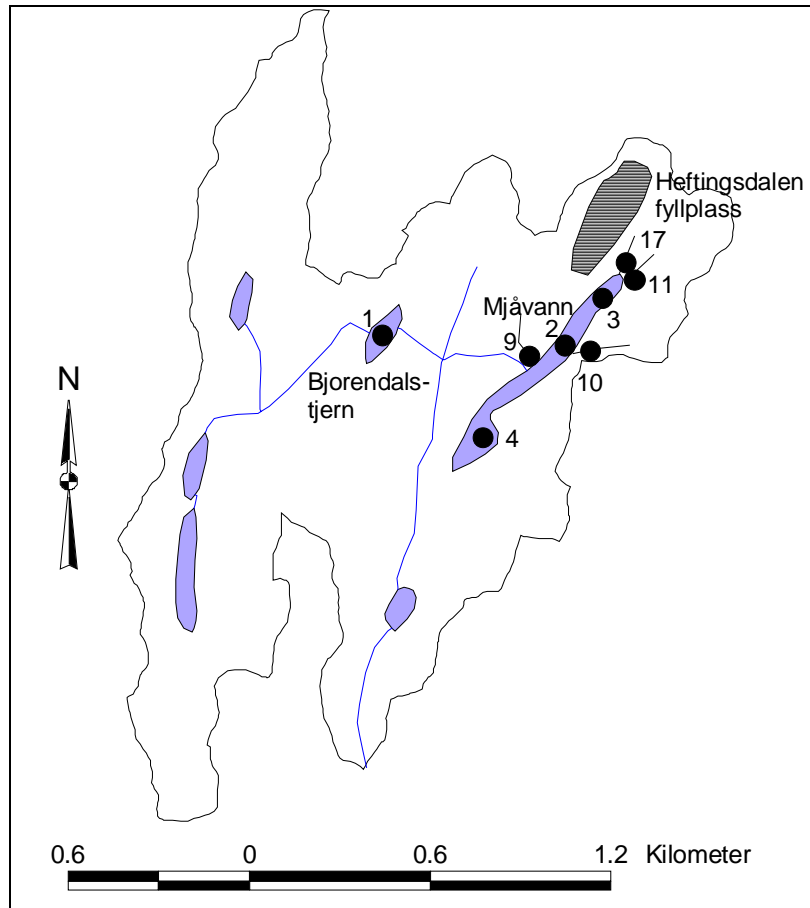 Heftingsdalen
fyllplass
17
11
Mjåvann
3
1
2
9
10
Bjorendals-
tjern
N
4
0.6 0 0.6 1.2 Kilometer